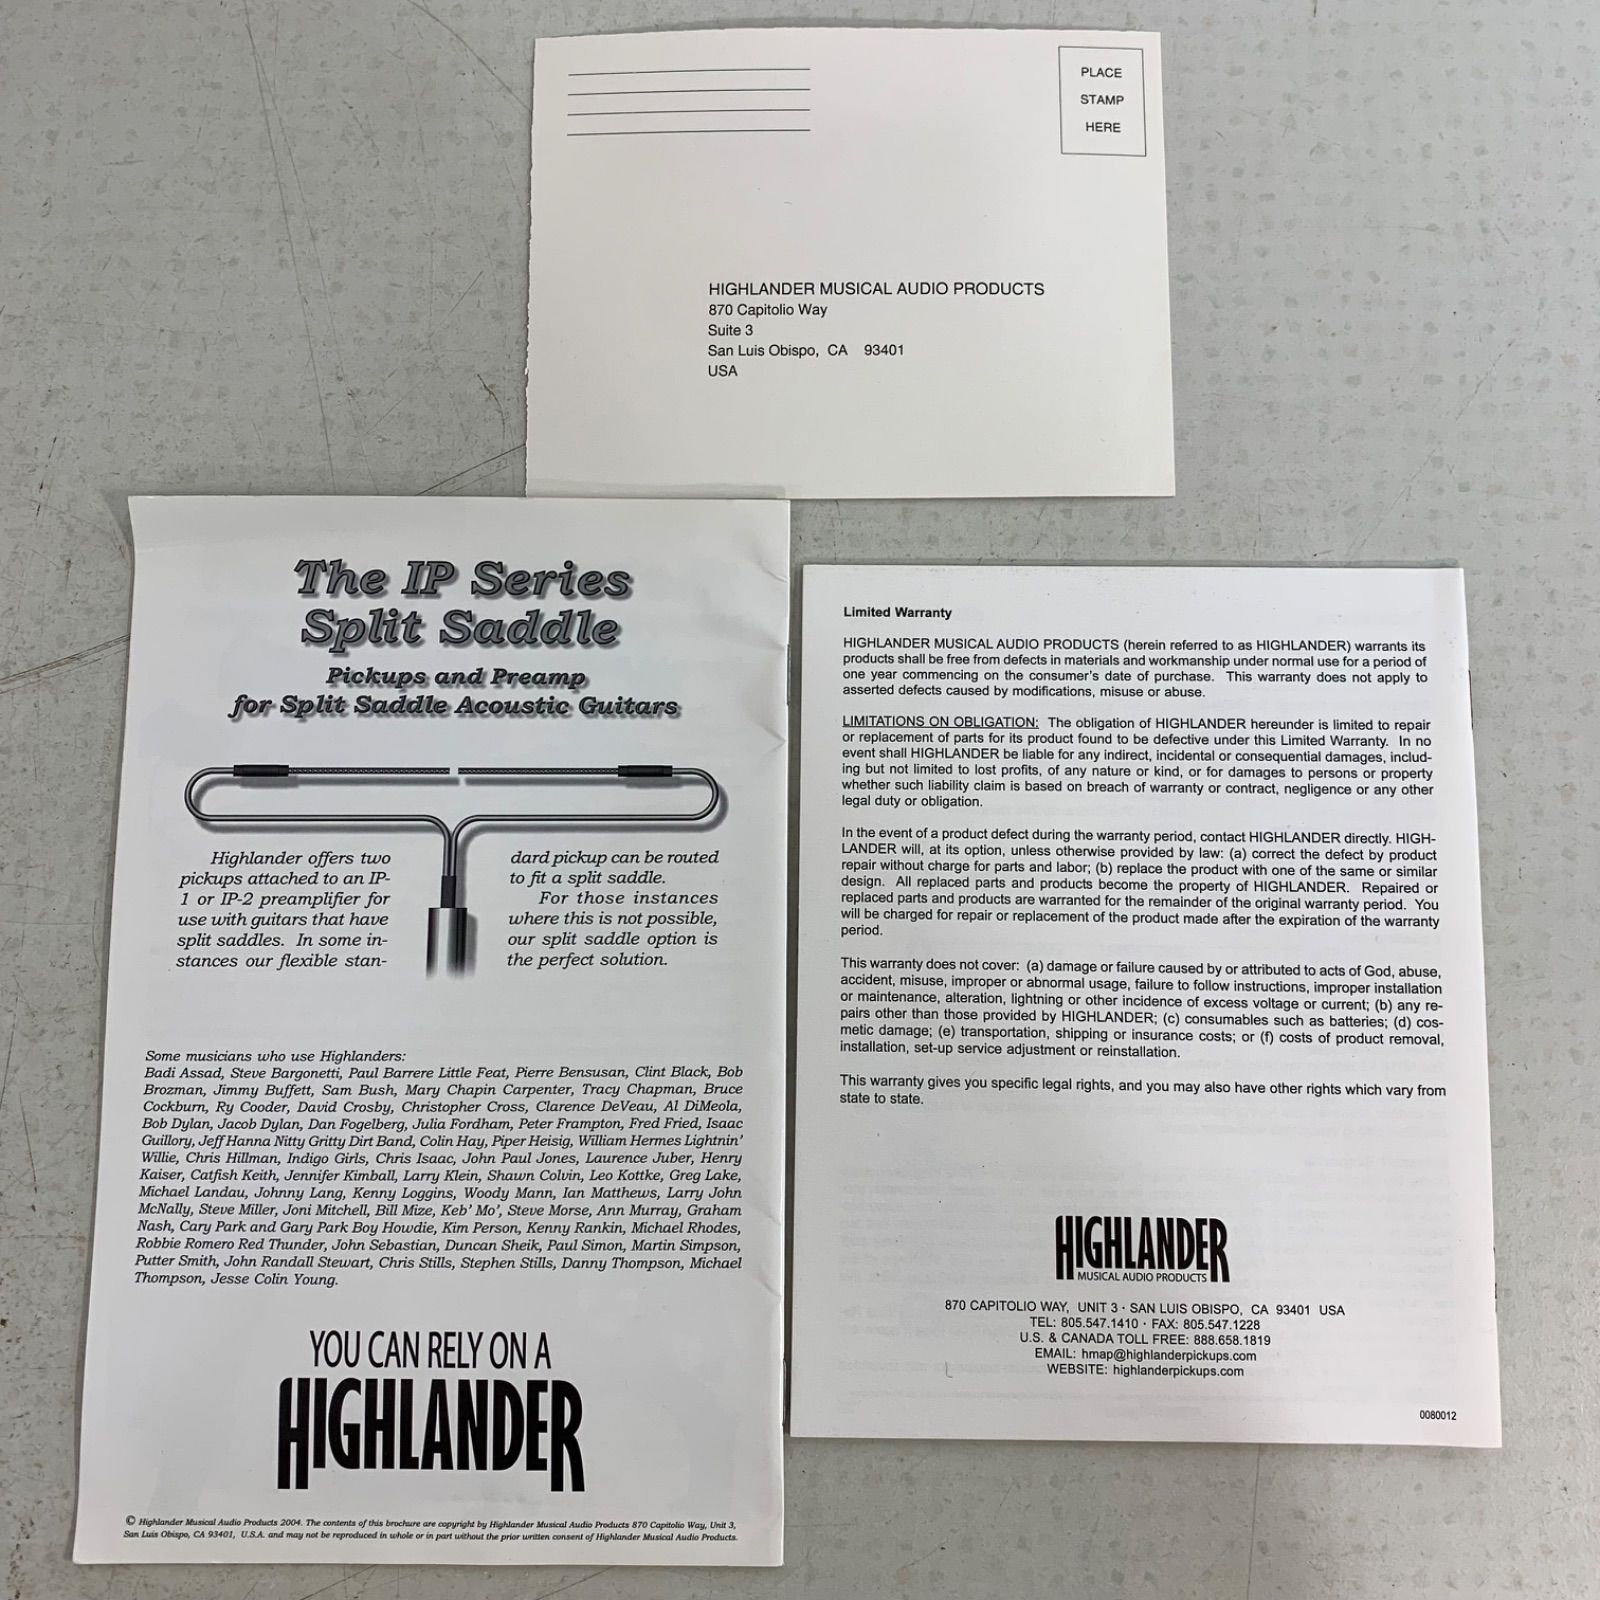 PLACE
STAMP
HERE
HIGHLANDER MUSICAL AUDIO PRODUCTS
870 Capitolio Way
Suite 3
San Luis Obispo, CA 93401
USA
The IP Series
Split Saddle
Pickups and Preamp
for Split Saddle Acoustic Guitars
Highlander offers two
pickups attached to an IP-
1 or IP-2 preamplifier for
use with guitars that have
split saddles. In some in-
stances our flexible stan-
dard pickup can be routed
to fit a split saddle.
For those instances
where this is not possible,
our split saddle option is
the perfect solution.
Some musicians who use Highlanders:
Badi Assad, Steve Bargonetti, Paul Barrere Little Feat, Pierre Bensusan, Clint Black, Bob
Brozman, Jimmy Buffett, Sam Bush, Mary Chapin Carpenter, Tracy Chapman, Bruce
Cockburn, Ry Cooder, David Crosby, Christopher Cross, Clarence DeVeau, Al DiMeola,
Bob Dylan, Jacob Dylan, Dan Fogelberg, Julia Fordham, Peter Frampton, Fred Fried, Isaac
Guillory, Jeff Hanna Nitty Gritty Dirt Band, Colin Hay, Piper Heisig, William Hermes Lightnin'
Willie, Chris Hillman, Indigo Girls, Chris Isaac, John Paul Jones, Laurence Juber, Henry
Kaiser, Catfish Keith, Jennifer Kimball, Larry Klein, Shawn Colvin, Leo Kottke, Greg Lake,
Michael Landau, Johnny Lang, Kenny Loggins, Woody Mann, Ian Matthews, Larry John
McNally, Steve Miller, Joni Mitchell, Bill Mize, Keb' Mo', Steve Morse, Ann Murray, Graham
Nash, Cary Park and Gary Park Boy Howdie, Kim Person, Kenny Rankin, Michael Rhodes,
Robbie Romero Red Thunder, John Sebastian, Duncan Sheik, Paul Simon, Martin Simpson,
Putter Smith, John Randall Stewart, Chris Stills, Stephen Stills, Danny Thompson, Michael
Thompson, Jesse Colin Young.
YOU CAN RELY ON A
HIGHLANDER
© Highlander Musical Audio Products 2004. The contents of this brochure are copyright by Highlander Musical Audio Products 870 Capitolio Way, Unit 3,
San Luis Obispo, CA 93401, U.S.A. and may not be reproduced in whole or in part without the prior written consent of Highlander Musical Audio Products.
Limited Warranty
HIGHLANDER MUSICAL AUDIO PRODUCTS (herein referred to as HIGHLANDER) warrants its
products shall be free from defects in materials and workmanship under normal use for a period of
one year commencing on the consumer's date of purchase. This warranty does not apply to
asserted defects caused by modifications, misuse or abuse.
LIMITATIONS ON OBLIGATION: The obligation of HIGHLANDER hereunder is limited to repair
or replacement of parts for its product found to be defective under this Limited Warranty. In no
event shall HIGHLANDER be liable for any indirect, incidental or consequential damages, includ-
ing but not limited to lost profits, of any nature or kind, or for damages to persons or property
whether such liability claim is based on breach of warranty or contract, negligence or any other
legal duty or obligation.
In the event of a product defect during the warranty period, contact HIGHLANDER directly. HIGH-
LANDER will, at its option, unless otherwise provided by law: (a) correct the defect by product
repair without charge for parts and labor; (b) replace the product with one of the same or similar
design. All replaced parts and products become the property of HIGHLANDER. Repaired or
replaced parts and products are warranted for the remainder of the original warranty period. You
will be charged for repair or replacement of the product made after the expiration of the warranty
period.
This warranty does not cover: (a) damage or failure caused by or attributed to acts of God, abuse,
accident, misuse, improper or abnormal usage, failure to follow instructions, improper installation
or maintenance, alteration, lightning or other incidence of excess voltage or current; (b) any re-
pairs other than those provided by HIGHLANDER; (c) consumables such as batteries; (d) cos-
metic damage; (e) transportation, shipping or insurance costs; or (f) costs of product removal,
installation, set-up service adjustment or reinstallation.
This warranty gives you specific legal rights, and you may also have other rights which vary from
state to state.
HIGHLANDER
MUSICAL AUDIO PRODUCTS
870 CAPITOLIO WAY, UNIT 3 · SAN LUIS OBISPO, CA 93401 USA
TEL: 805.547.1410 · FAX: 805.547.1228
U.S. & CANADA TOLL FREE: 888.658.1819
EMAIL: hmap@highlanderpickups.com
WEBSITE: highlanderpickups.com
0080012